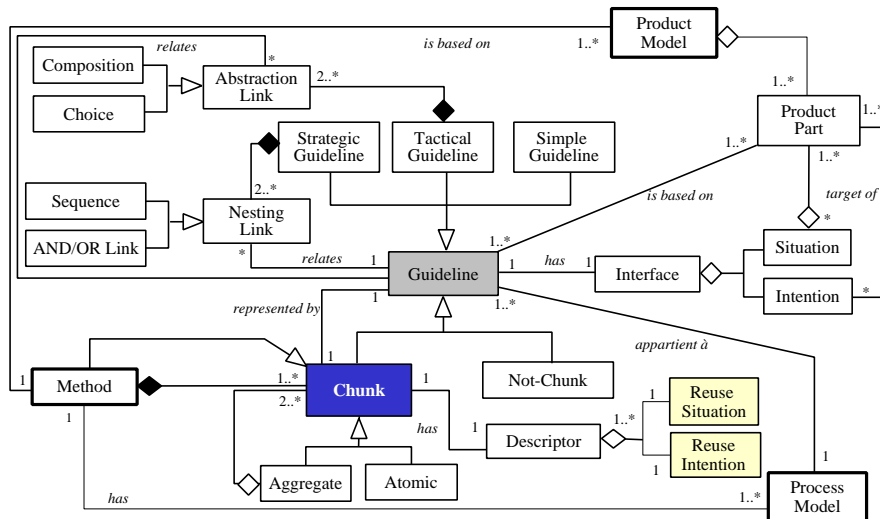 Product
Model
relates
is based on
1..*
Composition
Abstraction
Link
*
2..*
1..*
Choice
Product
Part
1..*
Strategic
Guideline
Tactical
Guideline
Simple
Guideline
1..*
1..*
2..*
is based on
target of
Sequence
Nesting
Link
*
AND/OR Link
*
relates
1
1..*
Situation
Guideline
1
has
1
Interface
1
1..*
Intention
*
represented by
appartient à
1
Method
1..*
2..*
1
Chunk
1
Not-Chunk
1
Reuse
Situation
1
has
1
Descriptor
1..*
1
Reuse
Intention
Aggregate
Atomic
1
has
1..*
Process
Model